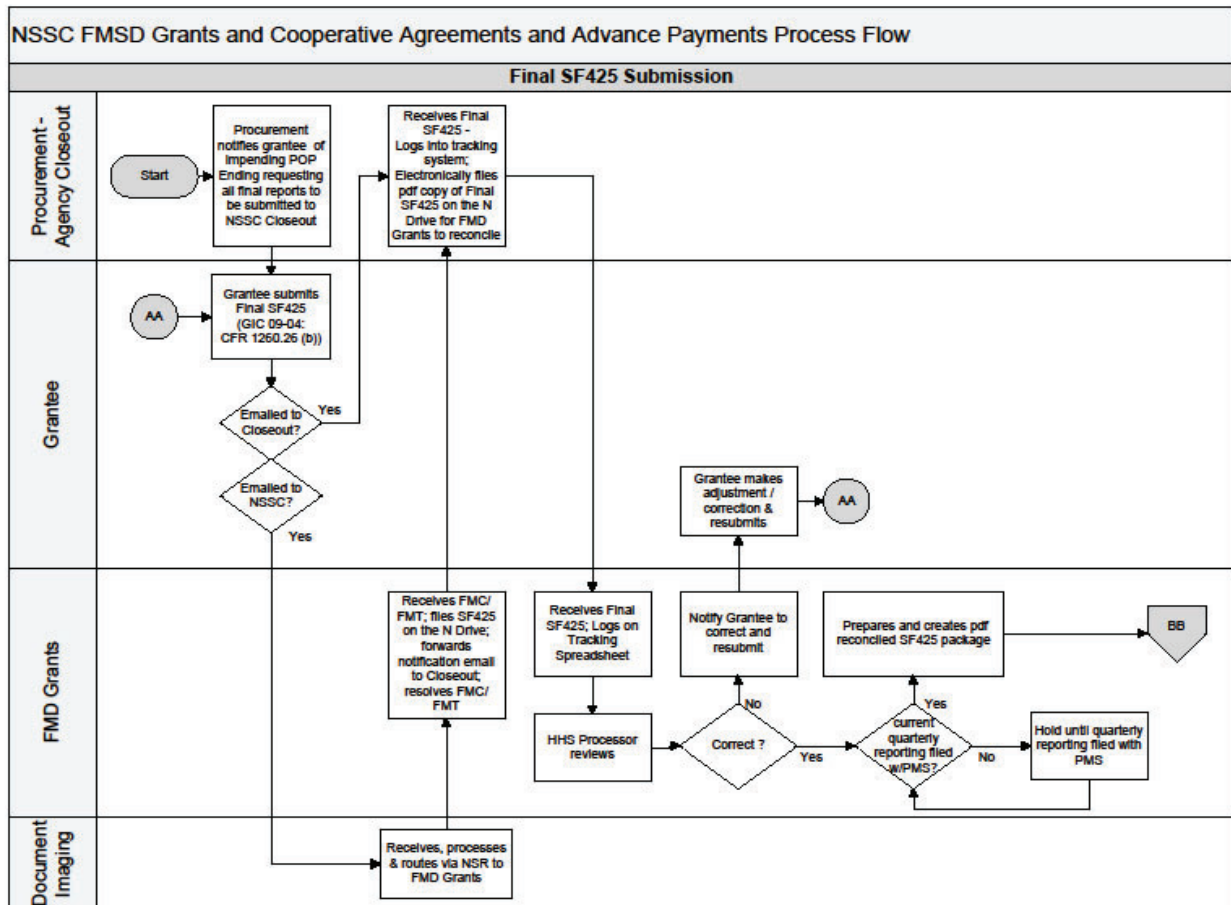 NSSC FMSD Grants and Cooperative Agreements and Advance Payments Process Flow
Final SF425 Submission
Procurement -
Agency Closeout
Start
Procurement
notifies grantee of
impending POP
Ending requesting
all final reports to
be submitted to
NSSC Closeout
Receives Final
SF425 -
Logs into tracking
system;
Electronically files
pdf copy of Final
SF425 on the N
Drive for FMD
Grants to reconcile
Grantee
AA
Grantee submits
Final SF425
(GIC 09-04:
CFR 1260.26 (b))
Emailed to
Closeout?
Yes
Emailed to
NSSC?
Yes
Grantee makes
adjustment /
correction &
resubmits
AA
FMD Grants
Receives FMC/
FMT; files SF425
on the N Drive;
forwards
notification email
to Closeout;
resolves FMC/
FMT
Receives Final
SF425; Logs on
Tracking
Spreadsheet
Notify Grantee to
correct and
resubmit
Prepares and creates pdf
reconciled SF425 package
BB
HHS Processor
reviews
No
Correct ?
Yes
Yes
current
quarterly
reporting filed
w/PMS?
No
Hold until quarterly
reporting filed with
PMS
Document
Imaging
Receives, processes
& routes via NSR to
FMD Grants